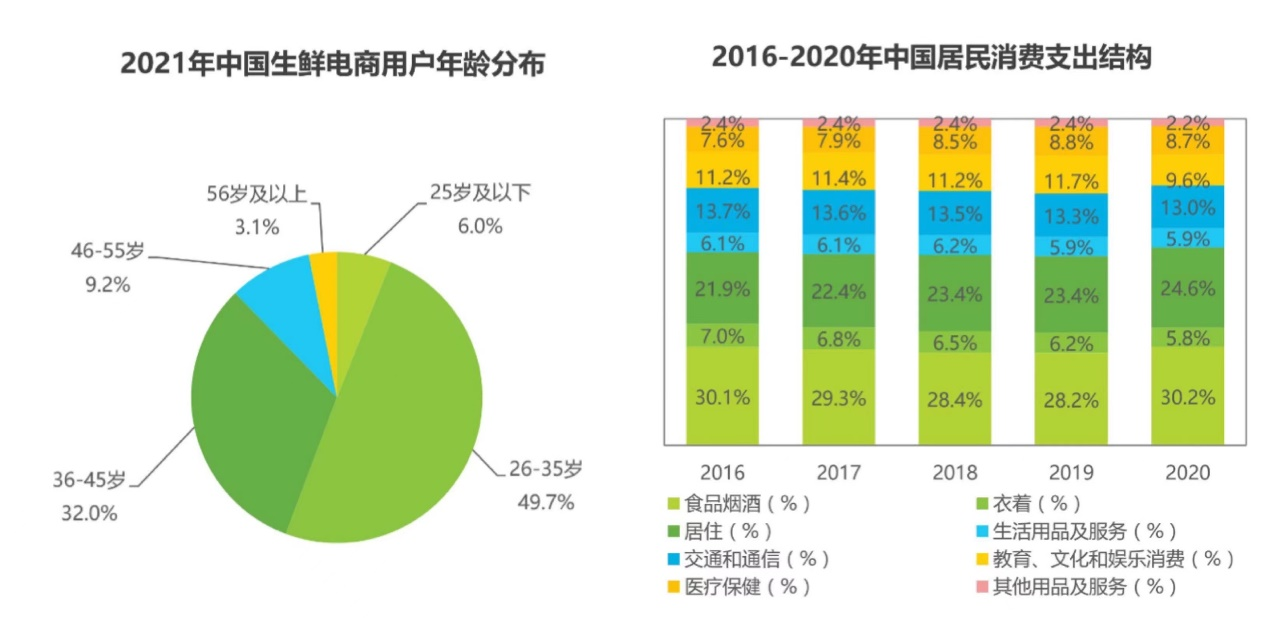 2021年中国生鲜电商用户年龄分布
56岁及以上
3.1%
25岁及以下
6.0%
46-55岁
9.2%
36-45岁
32.0%
26-35岁
49.7%
2016-2020年中国居民消费支出结构
2.4% 2.4% 2.4% 2.4% 2.2%
7.6% 7.9% 8.5% 8.8% 8.7%
11.2% 11.4% 11.2% 11.7% 9.6%
13.7% 13.6% 13.5% 13.3% 13.0%
6.1% 6.1% 6.2% 5.9% 5.9%
21.9% 22.4% 23.4% 23.4% 24.6%
7.0% 6.8% 6.5% 6.2% 5.8%
30.1% 29.3% 28.4% 28.2% 30.2%
2016 2017 2018 2019 2020
食品烟酒（%） 衣着（%）
居住（%） 生活用品及服务（%）
交通和通信（%） 教育、文化和娱乐消费（%）
医疗保健（%） 其他用品及服务（%）